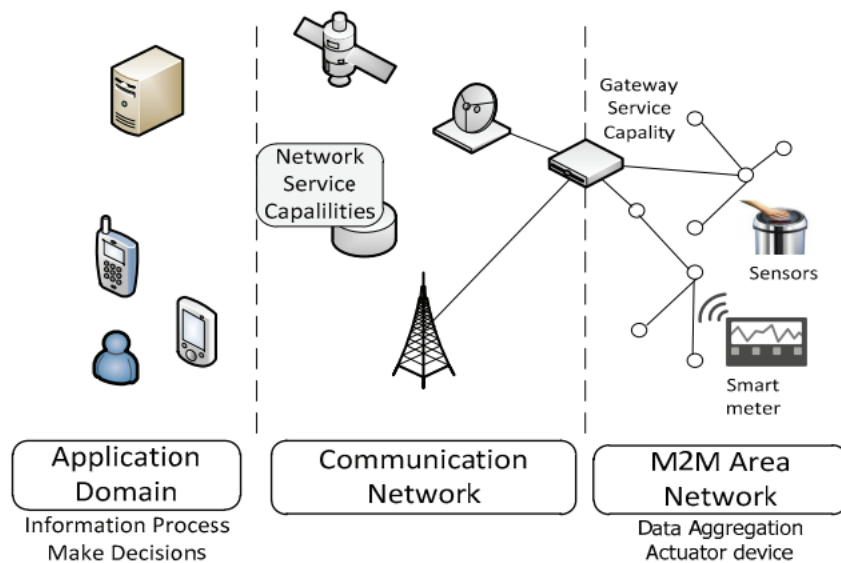 Gateway
Service
Capality
Network
Service
Capalilities
Sensors
Smart
meter
Application
Domain
Information Process
Make Decisions
Communication
Network
M2M Area
Network
Data Aggregation
Actuator device